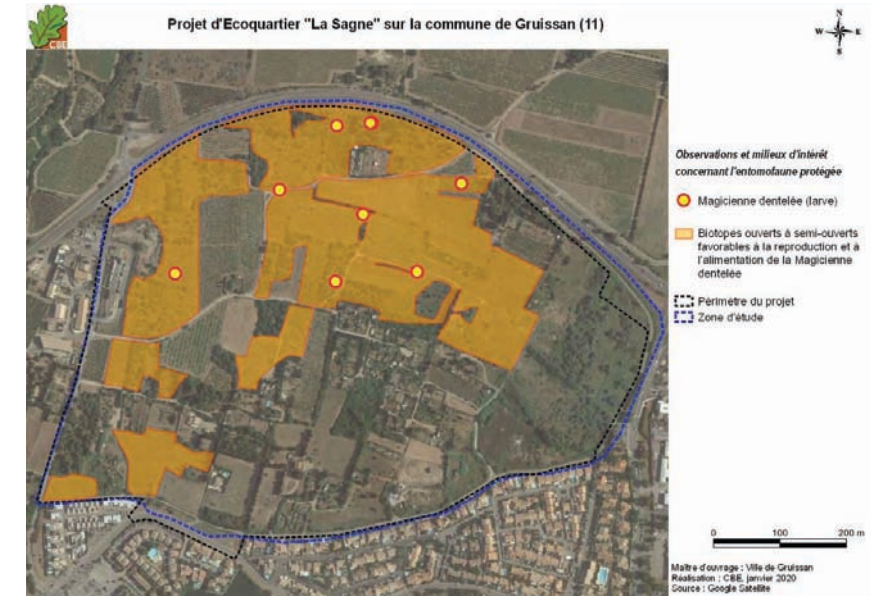 Projet d'Ecoquartier "La Sagne" sur la commune de Gruissan (11)
CBE
N
W
E
S
Observations et milieux d'intérêt
concernant l'entomofaune protégée
Magicienne dentelée (larve)
Biotopes ouverts à semi-ouverts
favorables à la reproduction et à
l'alimentation de la Magicienne
dentelée
Périmètre du projet
Zone d'étude
0 100 200 m
Maître d'ouvrage : Ville de Gruissan
Réalisation : CBE, janvier 2020
Source : Google Satellite